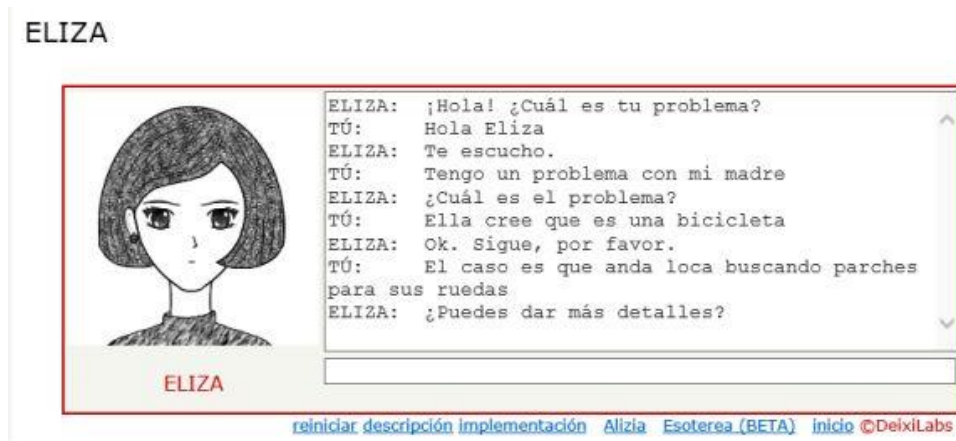 ELIZA
ELIZA: ¡Hola! ¿Cuál es tu problema?
TÚ: Hola Eliza
ELIZA: Te escucho.
TÚ: Tengo un problema con mi madre
ELIZA: ¿Cuál es el problema?
TÚ: Ella cree que es una bicicleta
ELIZA: Ok. Sigue, por favor.
TÚ: El caso es que anda loca buscando parches
para sus ruedas
ELIZA: ¿Puedes dar más detalles?
ELIZA
reiniciar descripción implementación Alizia Esoterea (BETA) inicio ©DeixiLabs